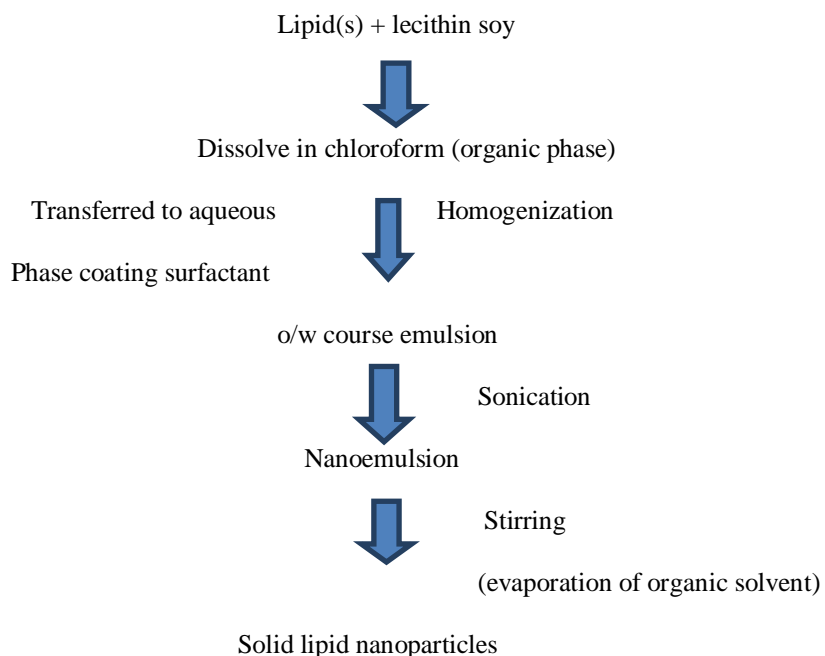 Lipid(s) + lecithin soy
Dissolve in chloroform (organic phase)
Transferred to aqueous
Homogenization
Phase coating surfactant
o/w course emulsion
Sonication
Nanoemulsion
Stirring
(evaporation of organic solvent)
Solid lipid nanoparticles